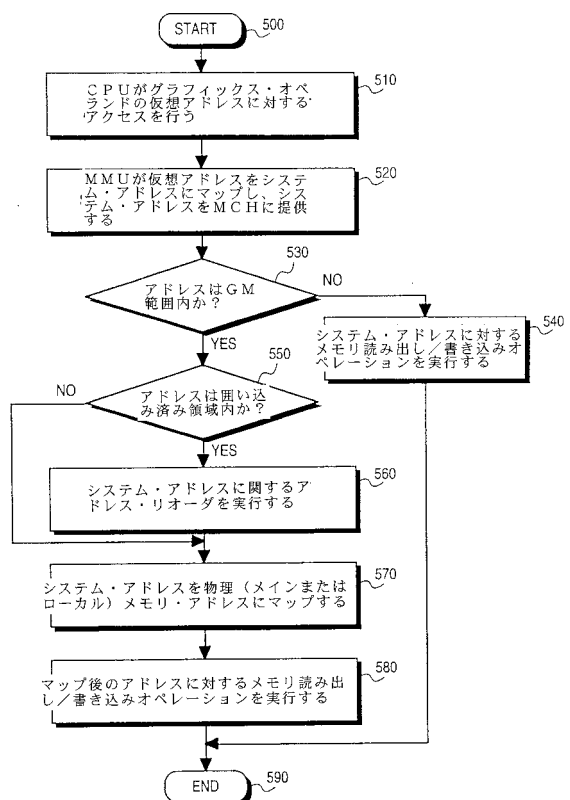 START
500
510
CPUがグラフィックス・オペ
ランドの仮想アドレスに対する
アクセスを行う
520
MMUが仮想アドレスをシステ
ム・アドレスにマップし、シス
テム・アドレスをMCHに提供
する
530
アドレスはGM
範囲内か?
NO
YES
540
システム・アドレスに対する
メモリ読み出し/書き込みオ
ペレーションを実行する
550
アドレスは囲い込
み済み領域内か?
NO
YES
560
システム・アドレスに関するア
ドレス・リオーダを実行する
570
システム・アドレスを物理(メインまたは
ローカル)メモリ・アドレスにマップする
580
マップ後のアドレスに対するメモリ読み出
し/書き込みオペレーションを実行する
END
590